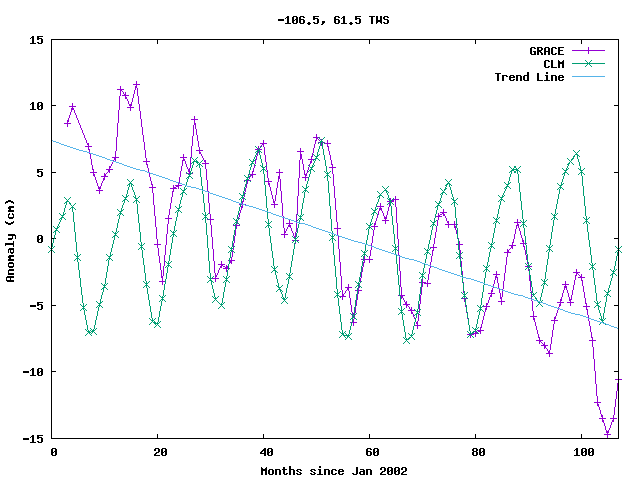 -106.5, 61.5 TWS
GRACE
CLM
Trend Line
15
10
5
0
-5
-10
-15
Anomaly (cm)
0 20 40 60 80 100
Months since Jan 2002